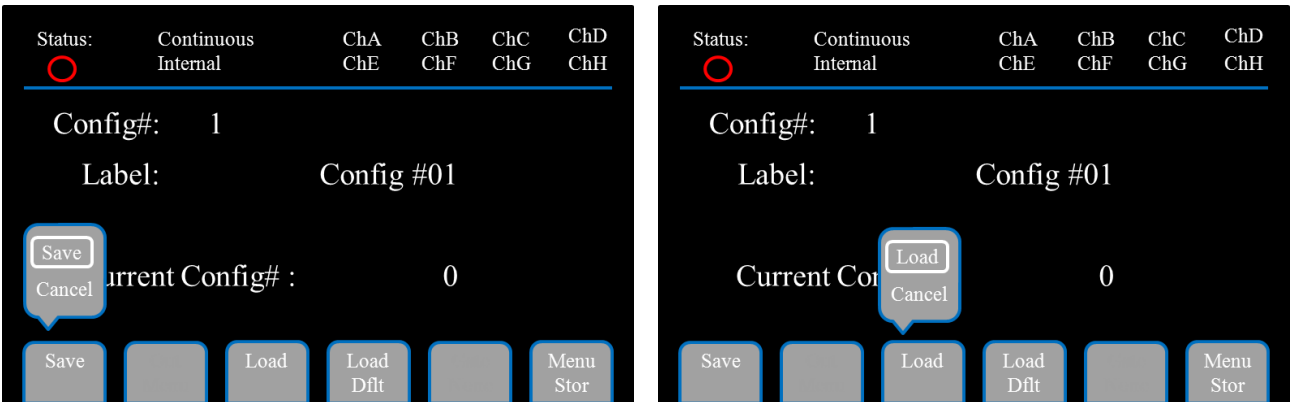 Status: Continuous ChA ChB ChC ChD
Internal ChE ChF ChG ChH
Config#: 1
Label: Config #01
Save
Cancel
urrent Config# : 0
Save Load Load Dflt Menu Stor
Status: Continuous ChA ChB ChC ChD
Internal ChE ChF ChG ChH
Config#: 1
Label: Config #01
Load
Cancel
Current Co 0
Save Load Load Dflt Menu Stor